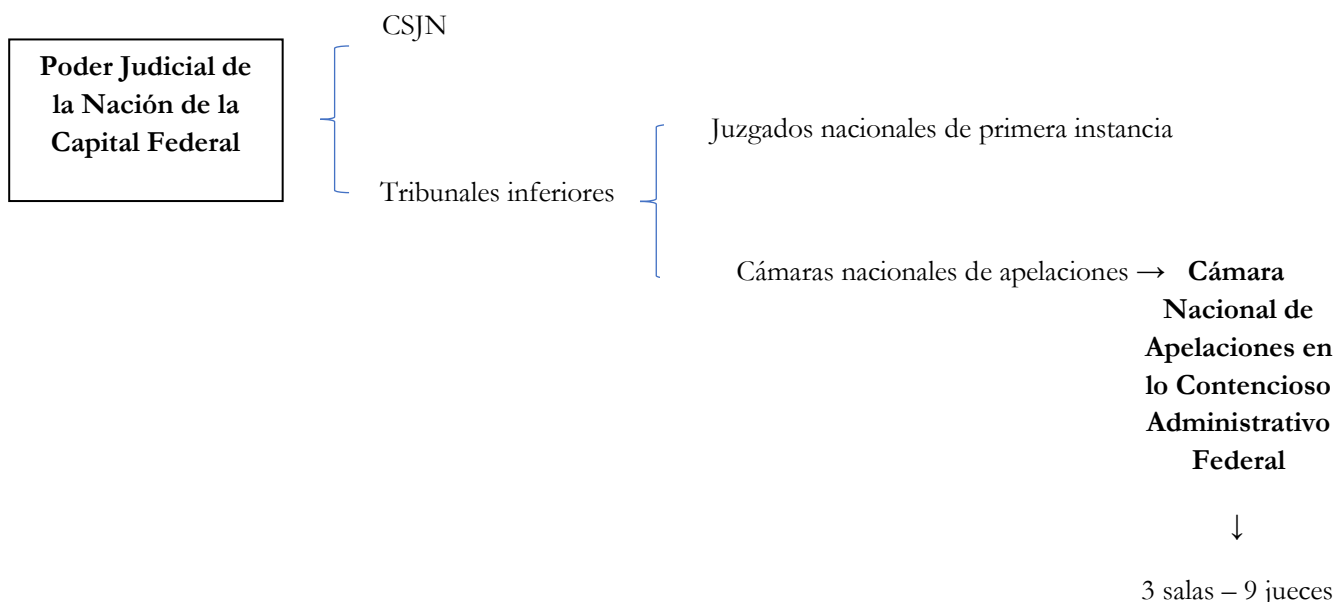 CSJN
Poder Judicial de
la Nación de la
Capital Federal
Juzgados nacionales de primera instancia
Tribunales inferiores
Cámaras nacionales de apelaciones → Cámara
Nacional de
Apelaciones en
lo Contencioso
Administrativo
Federal
↓
3 salas – 9 jueces